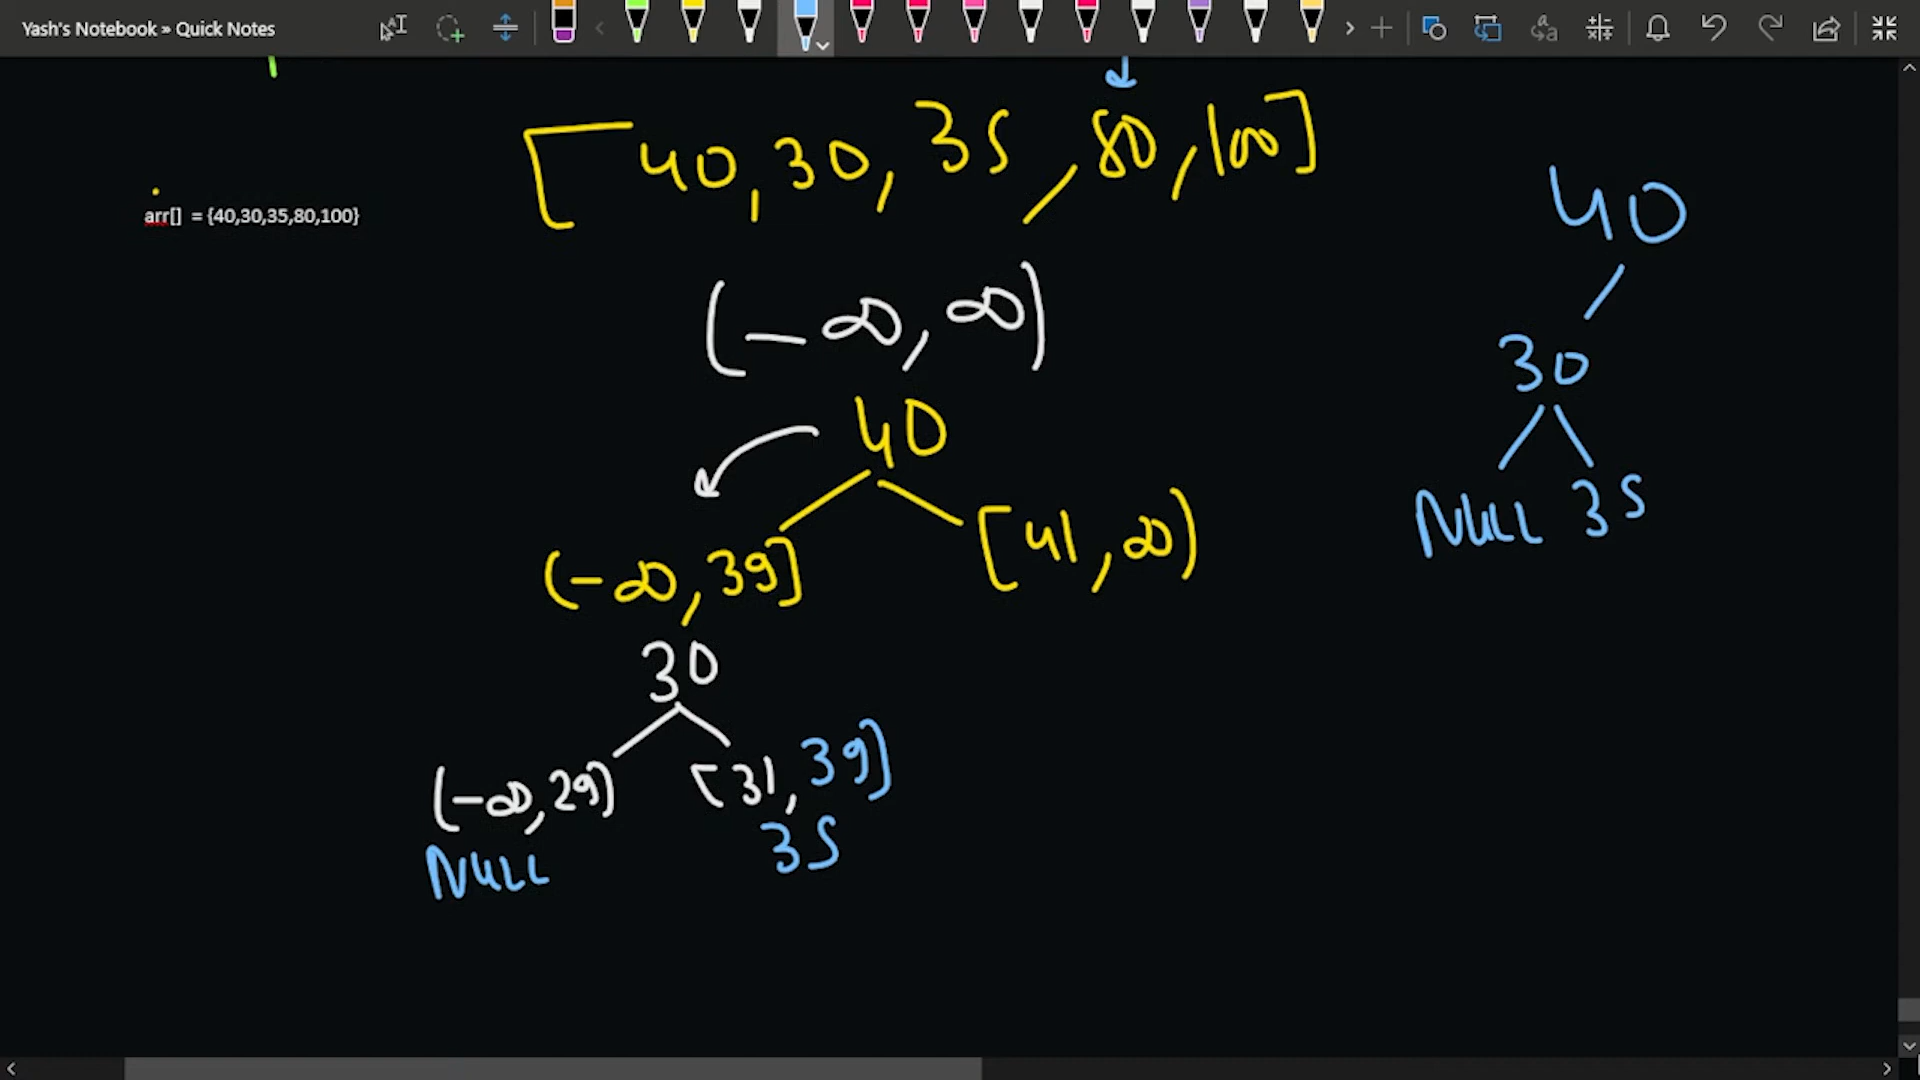 Yash's Notebook » Quick Notes
[40, 30, 35, 80, 100]
arr[] = {40,30,35,80,100}
(-∞, ∞)
40
(-∞, 39]
[41, ∞)
30
(-∞, 29]
[31, 39]
NULL
35
40
30
NULL 35